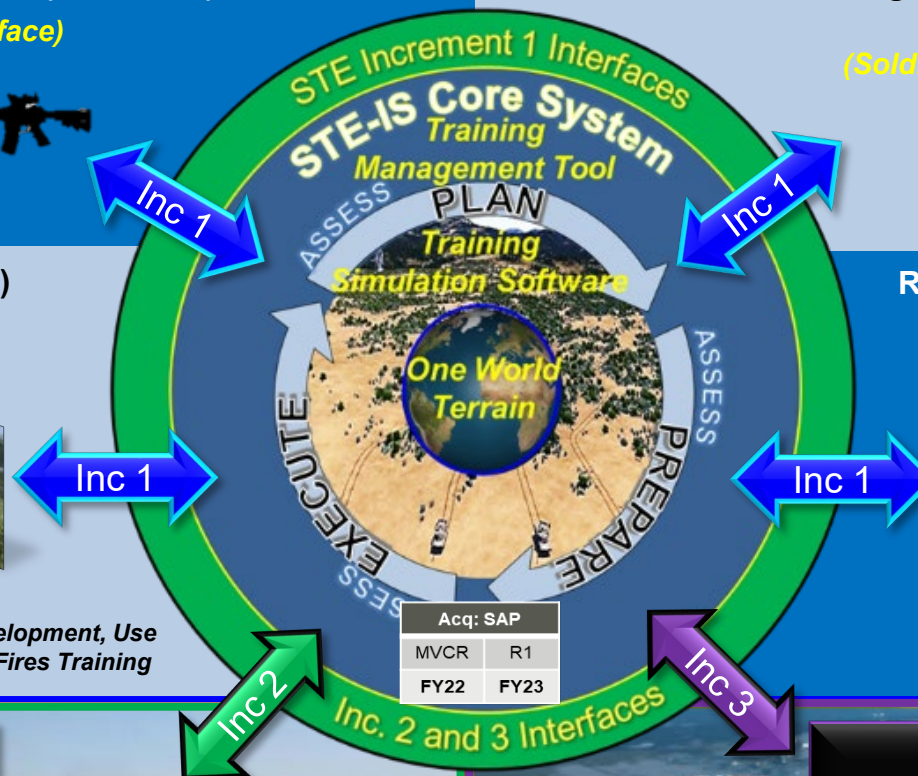 face)
(Sold
STE Increment 1 Interfaces
STE-IS Core System
Training
Management Tool
Inc 1
Inc 1
ASSESS
PLAN
Training
Simulation Software
)
R
ASSESS
One World
Terrain
EXECUTE
PREPARE
Inc 1
Inc 1
SESS
Acq: SAP
MVCR R1
FY22 FY23
elopment, Use
Fires Training
Inc 2
Inc 3
Inc. 2 and 3 Interfaces